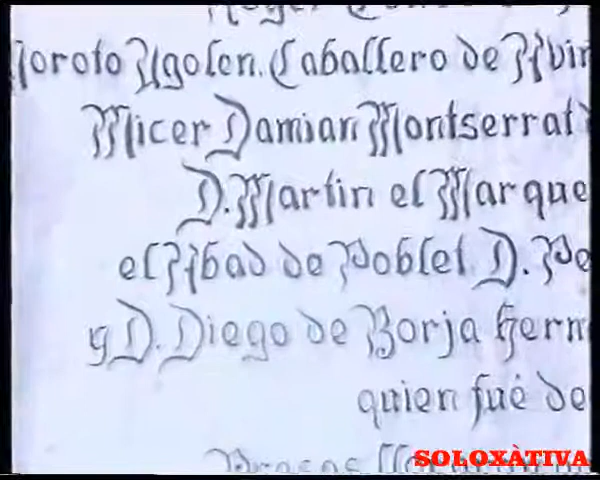 Ugolen. Caballero de
Micer Damian Montserrat
D. Martin el Marque
el Abad de Poblet. D. Pe
y D. Diego de Borja herm
quien fué de
SOLOXÀTIVA